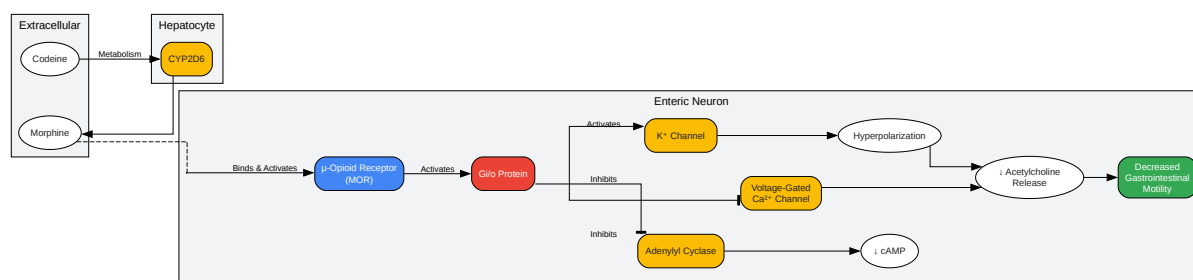 Extracellular
Hepatocyte
Codeine
Metabolism
CYP2D6
Enteric Neuron
Morphine
Activates
K⁺ Channel
Hyperpolarization
Binds & Activates
μ-Opioid Receptor
(MOR)
Activates
Gi/o Protein
Inhibits
Voltage-Gated
Ca²⁺ Channel
↓ Acetylcholine
Release
Decreased
Gastrointestinal
Motility
Inhibits
Adenylyl Cyclase
↓ cAMP